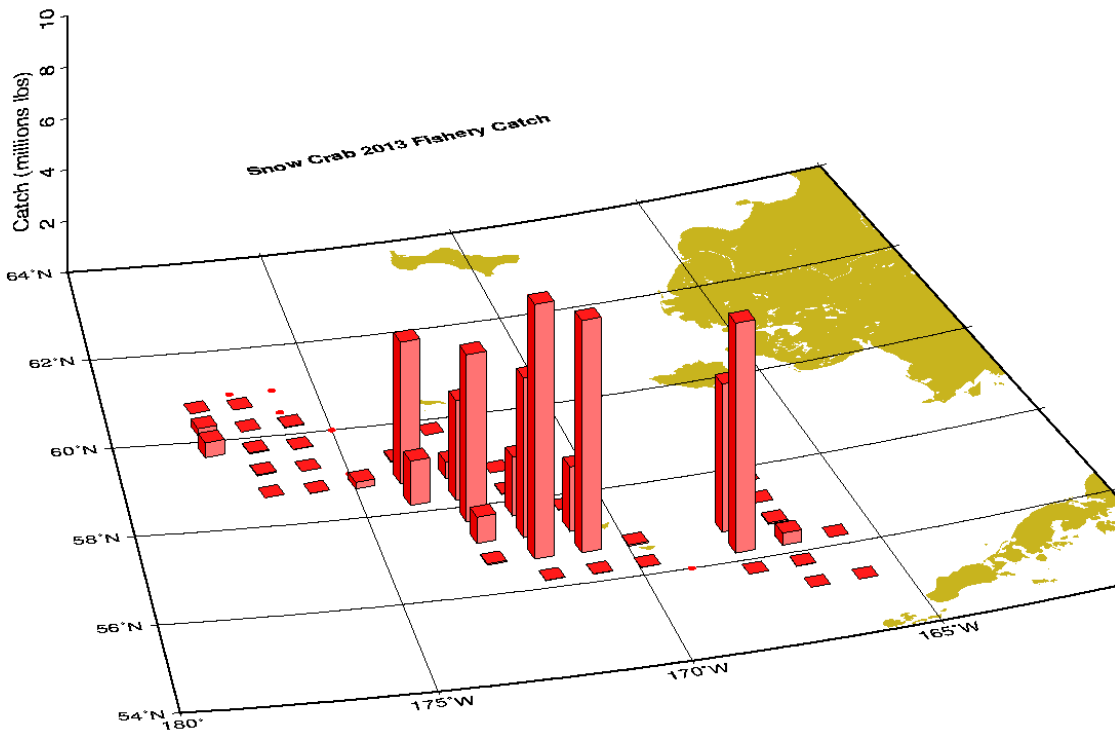 10
8
6
4
2
Catch (millions lbs)
Snow Crab 2013 Fishery Catch
64°N
62°N
60°N
58°N
56°N
54°N
180°
175°W
170°W
165°W